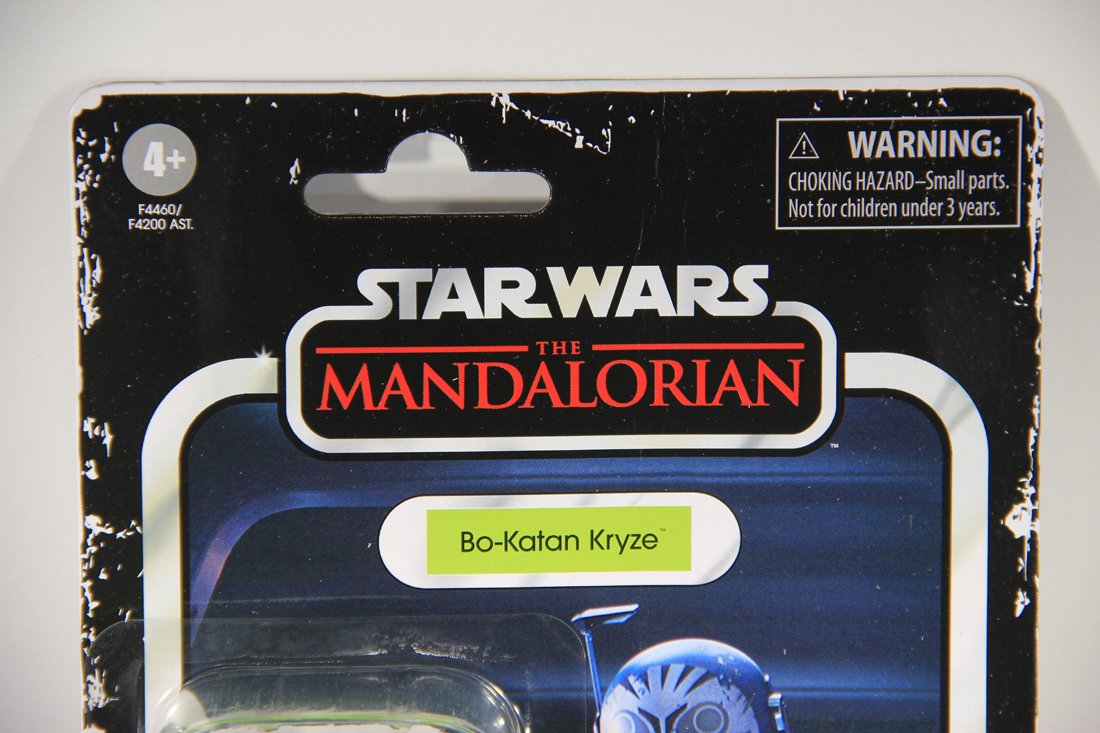 4+
F4460/
F4200 AST.
⚠ WARNING:
CHOKING HAZARD–Small parts.
Not for children under 3 years.
STAR WARS
THE
MANDALORIAN
™
Bo-Katan Kryze™